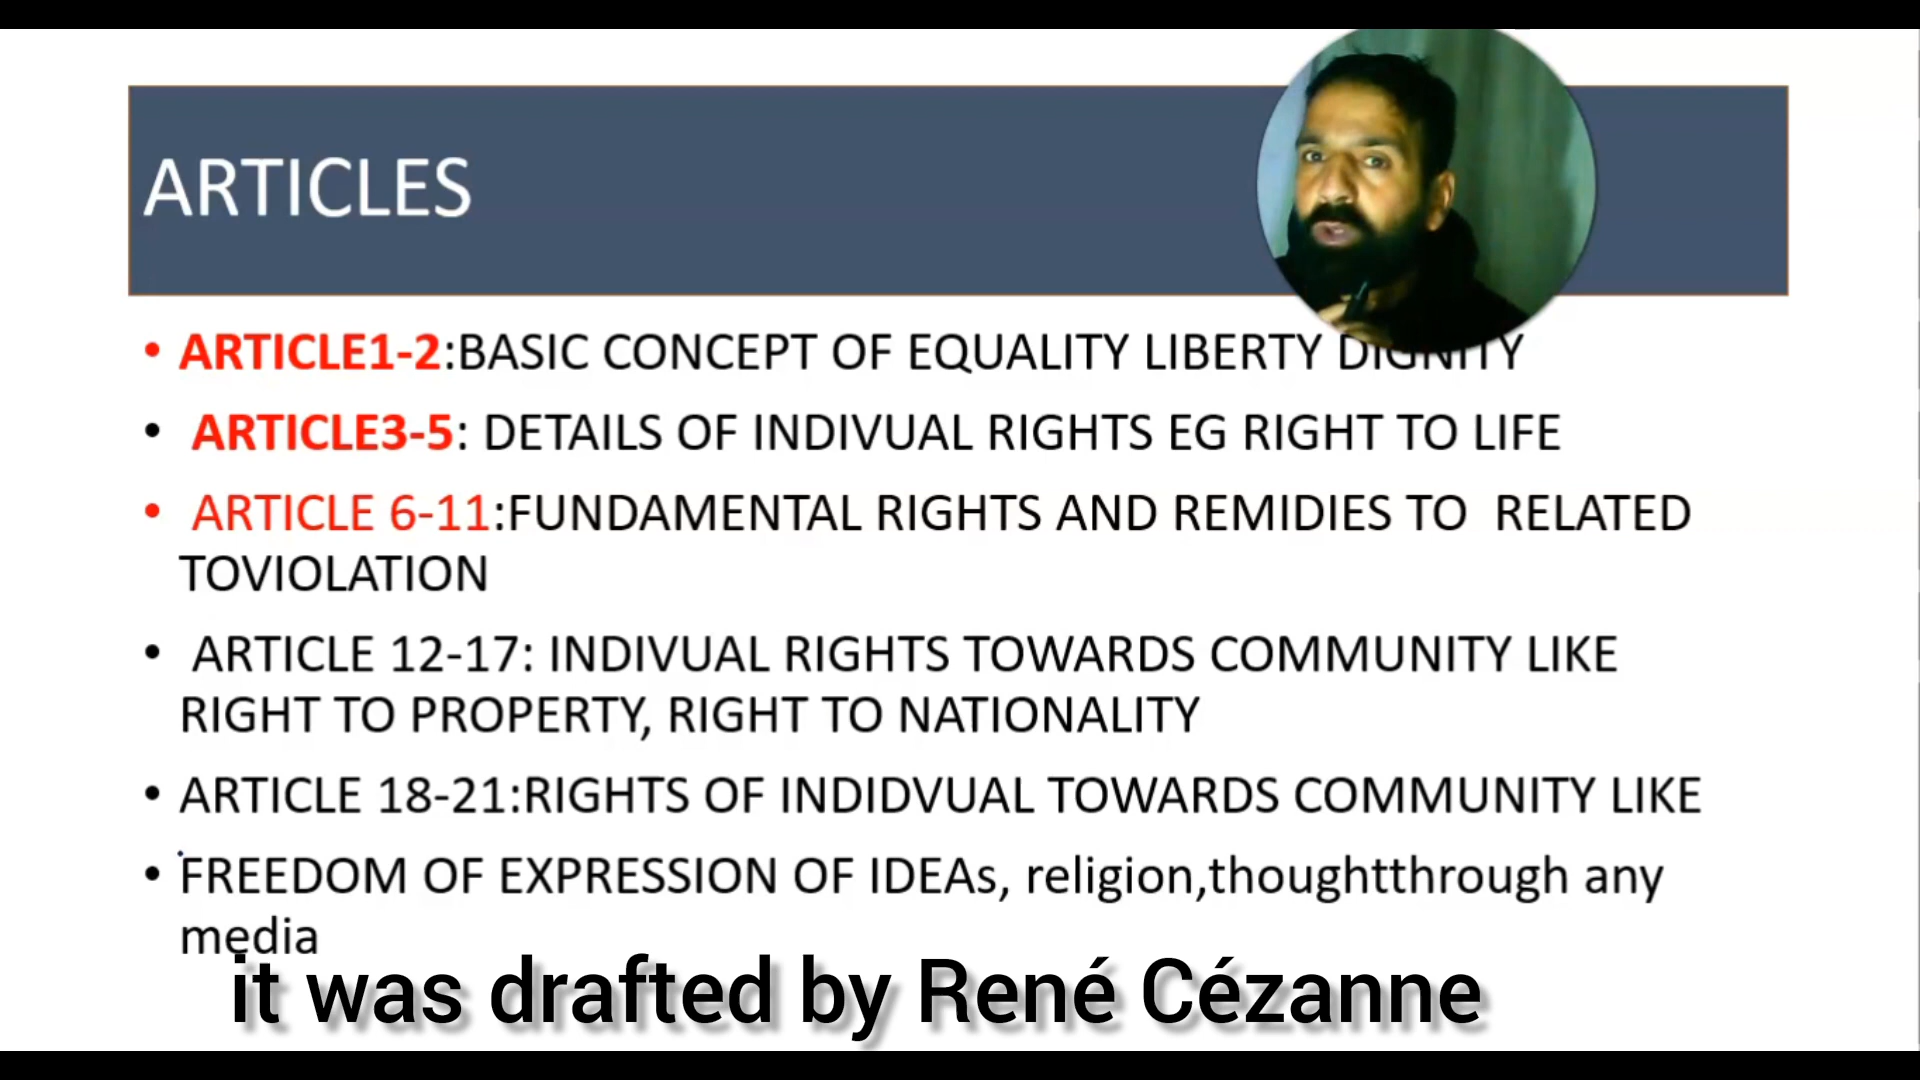 ARTICLES
• ARTICLE1-2:BASIC CONCEPT OF EQUALITY LIBERTY DIGNITY
• ARTICLE3-5: DETAILS OF INDIVUAL RIGHTS EG RIGHT TO LIFE
• ARTICLE 6-11:FUNDAMENTAL RIGHTS AND REMIDIES TO RELATED
TOVIOLATION
• ARTICLE 12-17: INDIVUAL RIGHTS TOWARDS COMMUNITY LIKE
RIGHT TO PROPERTY, RIGHT TO NATIONALITY
• ARTICLE 18-21:RIGHTS OF INDIDVUAL TOWARDS COMMUNITY LIKE
• FREEDOM OF EXPRESSION OF IDEAs, religion,thoughtthrough any
media
it was drafted by René Cézanne